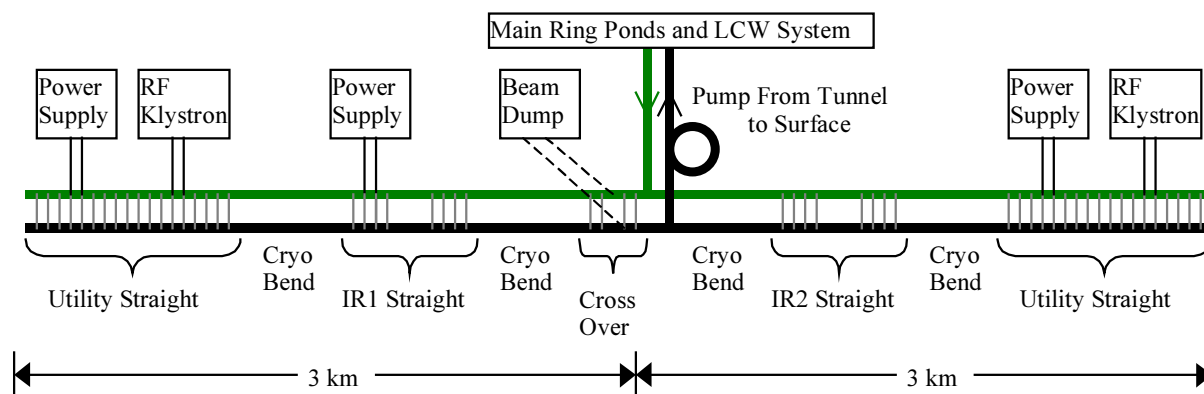 Main Ring Ponds and LCW System
Power
Supply
RF
Klystron
Power
Supply
Beam
Dump
Pump From Tunnel
to Surface
Power
Supply
RF
Klystron
Utility Straight
Cryo
Bend
IR1 Straight
Cryo
Bend
Cross
Over
Cryo
Bend
IR2 Straight
Cryo
Bend
Utility Straight
3 km
3 km